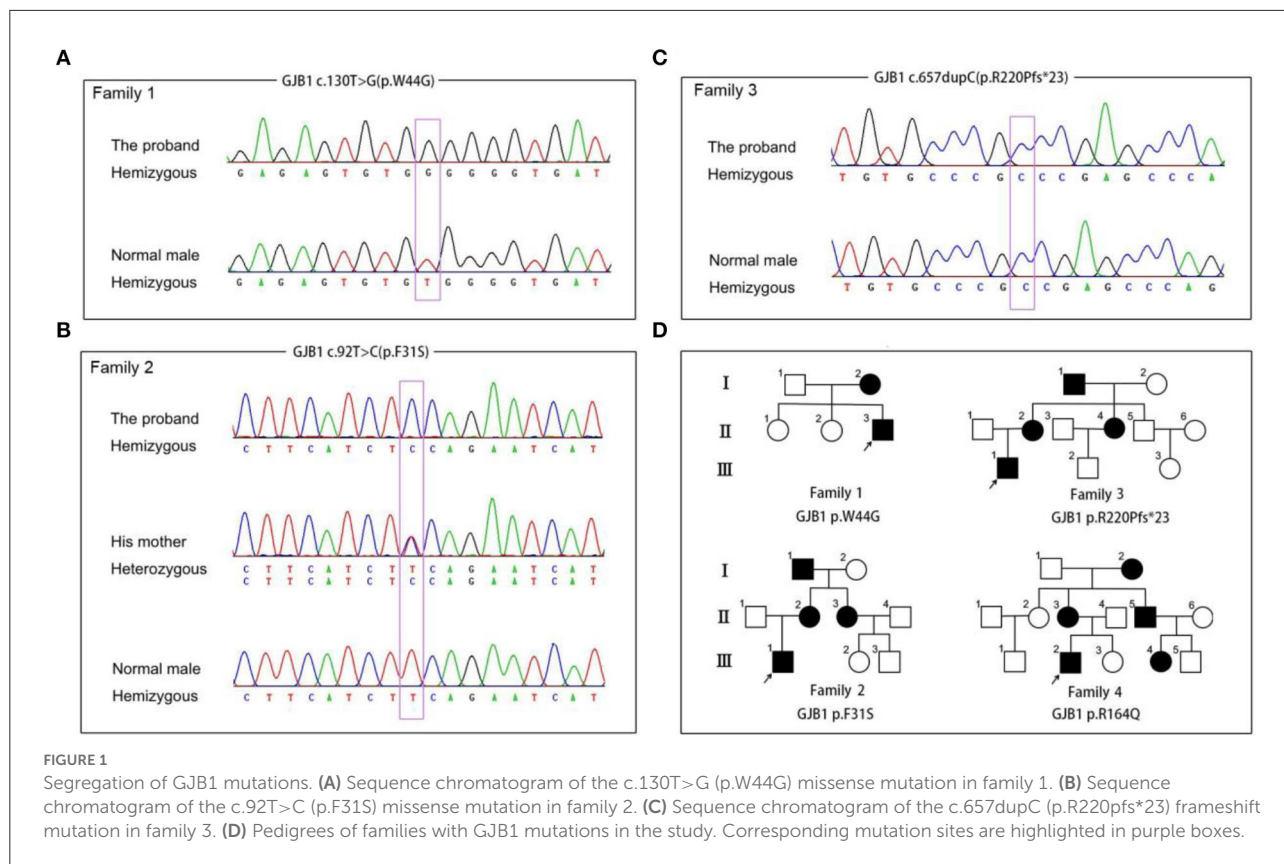 A
GJB1 c.130T>G(p.W44G)
Family 1
The proband
Hemizygous
G A G A G T G T G G G G G G T G A T
Normal male
Hemizygous
G A G A G T G T G T G G G G T G A T
B
GJB1 c.92T>C(p.F31S)
Family 2
The proband
Hemizygous
C T T C A T C T C C A G A A T C A T
His mother
Heterozygous
C T T C A T C T T C A G A A T C A T
C T T C A T C T C C A G A A T C A T
Normal male
Hemizygous
C T T C A T C T T C A G A A T C A T
C
GJB1 c.657dupC(p.R220Pfs*23)
Family 3
The proband
Hemizygous
T G T G C C C G C C C G A G C C C A
Normal male
Hemizygous
T G T G C C C G C C G A G C C C A G
D
I 1 2 1 2
II 1 2 3 1 2 3 4 5 6
III 1 2 3
Family 1 Family 3
GJB1 p.W44G GJB1 p.R220Pfs*23
I 1 2 1 2
II 1 2 3 4 1 2 3 4 5 6
III 1 2 3 1 2 3 4 5
Family 2 Family 4
GJB1 p.F31S GJB1 p.R164Q
FIGURE 1
Segregation of GJB1 mutations. (A) Sequence chromatogram of the c.130T>G (p.W44G) missense mutation in family 1. (B) Sequence
chromatogram of the c.92T>C (p.F31S) missense mutation in family 2. (C) Sequence chromatogram of the c.657dupC (p.R220pfs*23) frameshift
mutation in family 3. (D) Pedigrees of families with GJB1 mutations in the study. Corresponding mutation sites are highlighted in purple boxes.